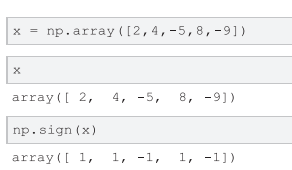 x = np.array([2,4,-5,8,-9])
x
array([ 2,  4, -5,  8, -9])
np.sign(x)
array([ 1,  1, -1,  1, -1])